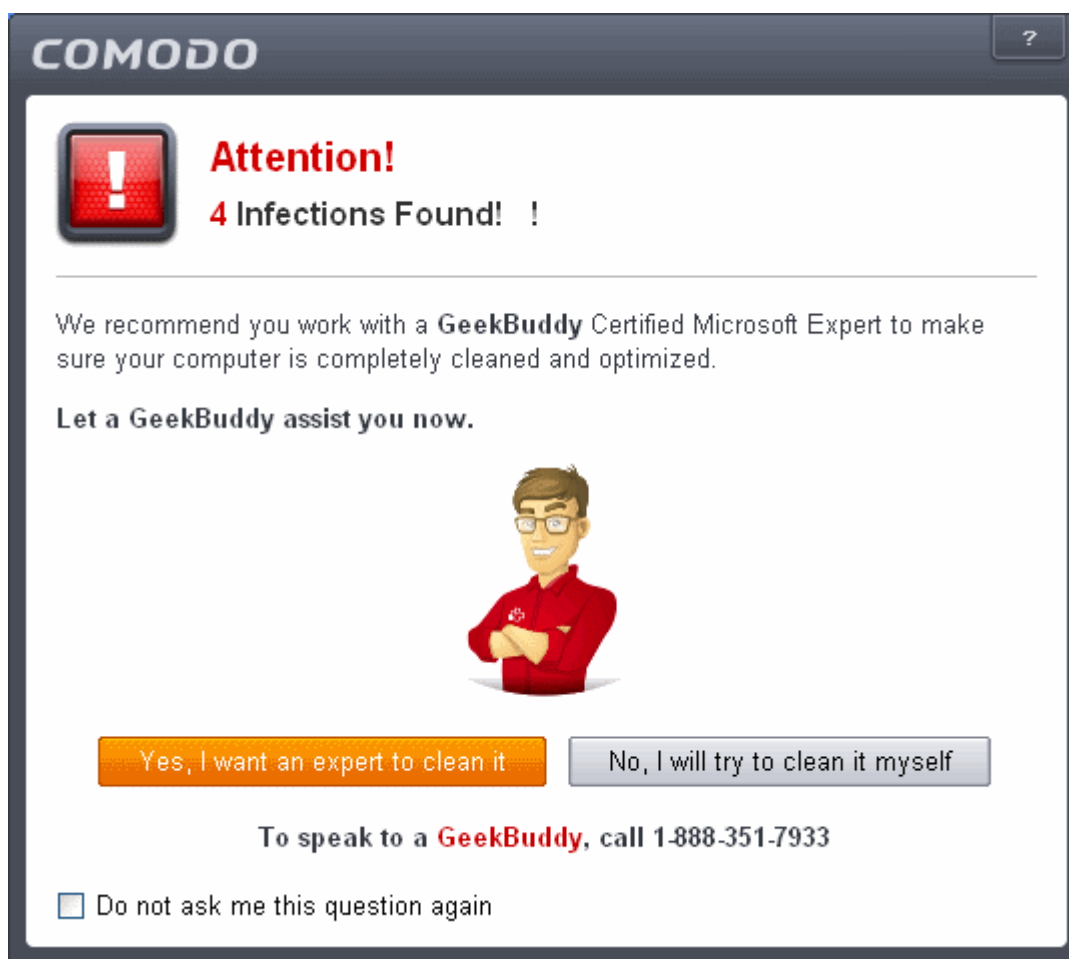 COMODO
?
!
Attention!
4 Infections Found! !
We recommend you work with a GeekBuddy Certified Microsoft Expert to make
sure your computer is completely cleaned and optimized.
Let a GeekBuddy assist you now.
Yes, I want an expert to clean it
No, I will try to clean it myself
To speak to a GeekBuddy, call 1-888-351-7933
Do not ask me this question again